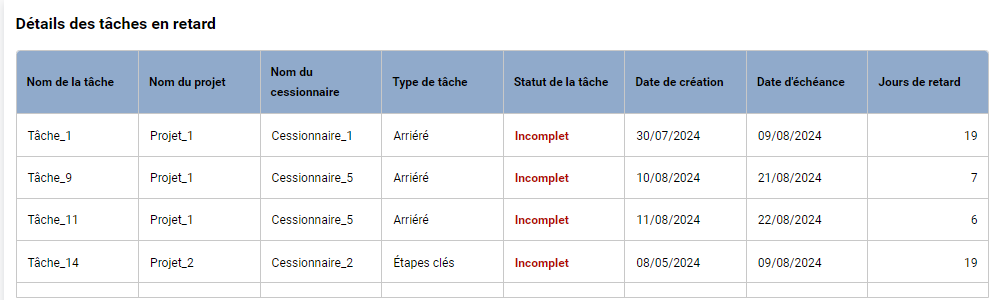 Détails des tâches en retard
Nom de la tâche Nom du projet Nom du cessionnaire Type de tâche Statut de la tâche Date de création Date d'échéance Jours de retard
Tâche_1 Projet_1 Cessionnaire_1 Arriéré Incomplet 30/07/2024 09/08/2024 19
Tâche_9 Projet_1 Cessionnaire_5 Arriéré Incomplet 10/08/2024 21/08/2024 7
Tâche_11 Projet_1 Cessionnaire_5 Arriéré Incomplet 11/08/2024 22/08/2024 6
Tâche_14 Projet_2 Cessionnaire_2 Étapes clés Incomplet 08/05/2024 09/08/2024 19